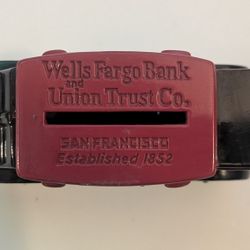 Wells Fargo Bank
and
Union Trust Co.
SAN FRANCISCO
Established 1852